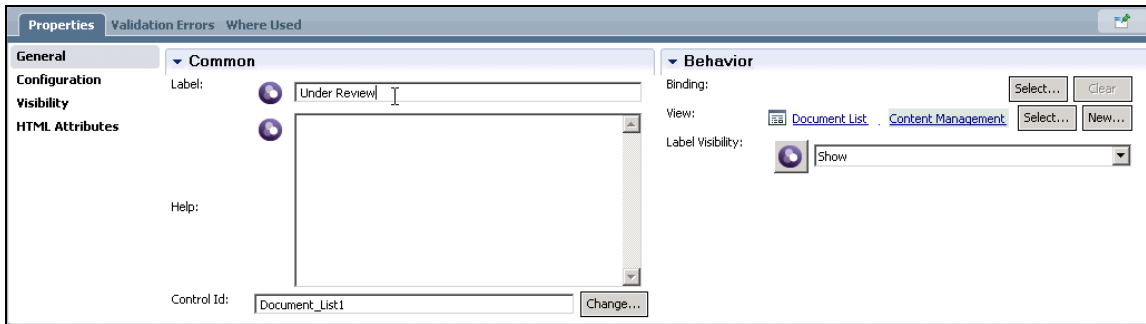 Properties Validation Errors Where Used
General
Configuration
Visibility
HTML Attributes
Common
Label: Under Review
Help:
Control Id: Document_List1 Change...
Behavior
Binding: Select... Clear
View: Document List , Content Management Select... New...
Label Visibility: Show